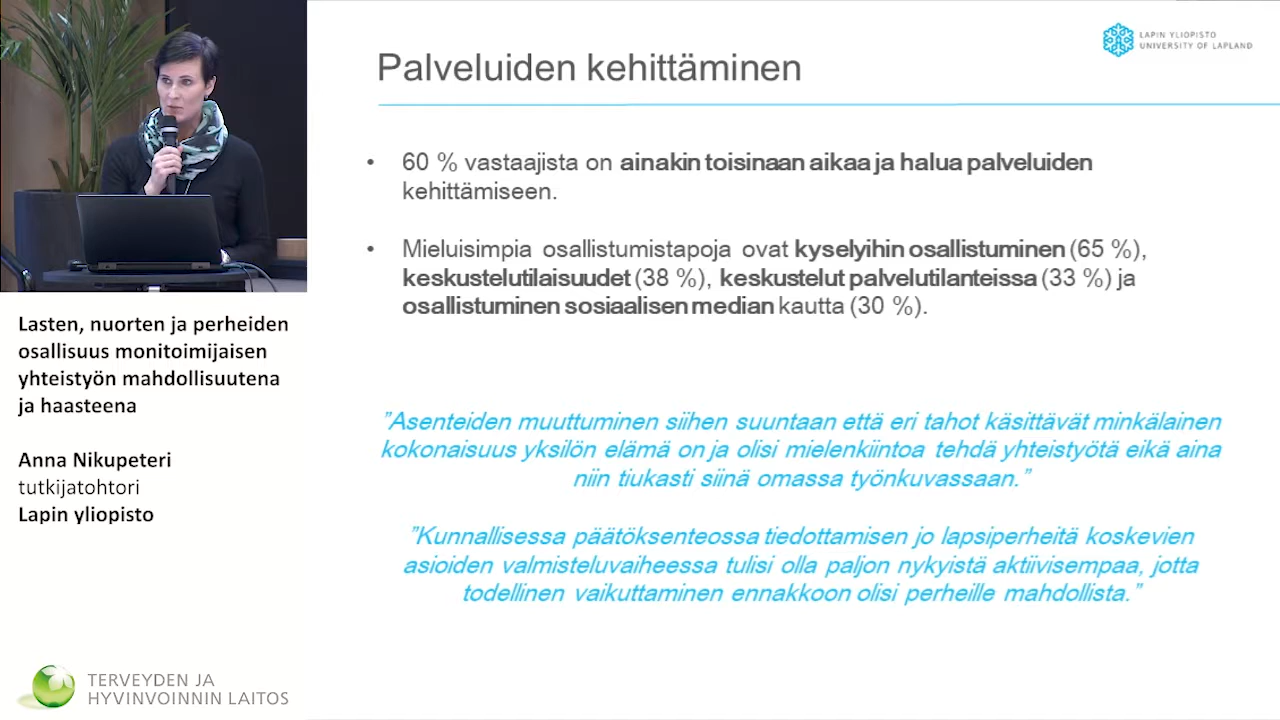 LAPIN YLIOPISTO
UNIVERSITY OF LAPLAND
Palveluiden kehittäminen
• 60 % vastaajista on ainakin toisinaan aikaa ja halua palveluiden
kehittämiseen.
• Mieluisimpia osallistumistapoja ovat kyselyihin osallistuminen (65 %),
keskustelutilaisuudet (38 %), keskustelut palvelutilanteissa (33 %) ja
osallistuminen sosiaalisen median kautta (30 %).
”Asenteiden muuttuminen siihen suuntaan että eri tahot käsittävät minkälainen
kokonaisuus yksilön elämä on ja olisi mielenkiintoa tehdä yhteistyötä eikä aina
niin tiukasti siinä omassa työnkuvassaan.”
”Kunnallisessa päätöksenteossa tiedottamisen jo lapsiperheitä koskevien
asioiden valmisteluvaiheessa tulisi olla paljon nykyistä aktiivisempaa, jotta
todellinen vaikuttaminen ennakkoon olisi perheille mahdollista.”
Lasten, nuorten ja perheiden
osallisuus monitoimijaisen
yhteistyön mahdollisuutena
ja haasteena
Anna Nikupeteri
tutkijatohtori
Lapin yliopisto
TERVEYDEN JA
HYVINVOINNIN LAITOS